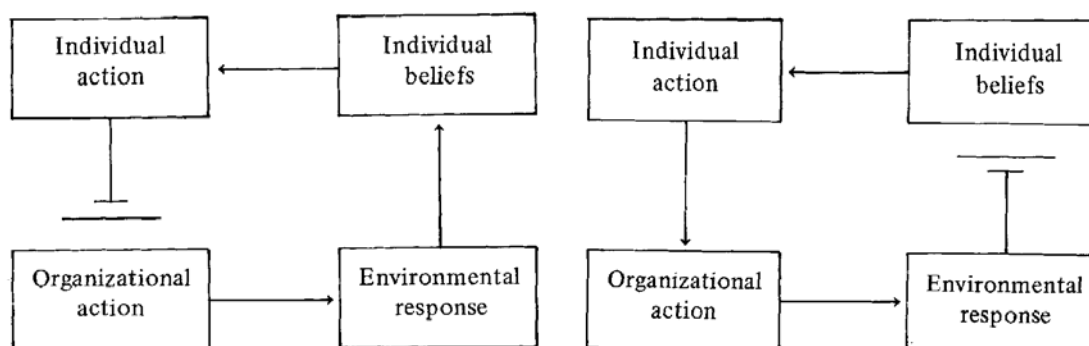 Individual
action
Individual
beliefs
Organizational
action
Environmental
response
Individual
action
Individual
beliefs
Organizational
action
Environmental
response